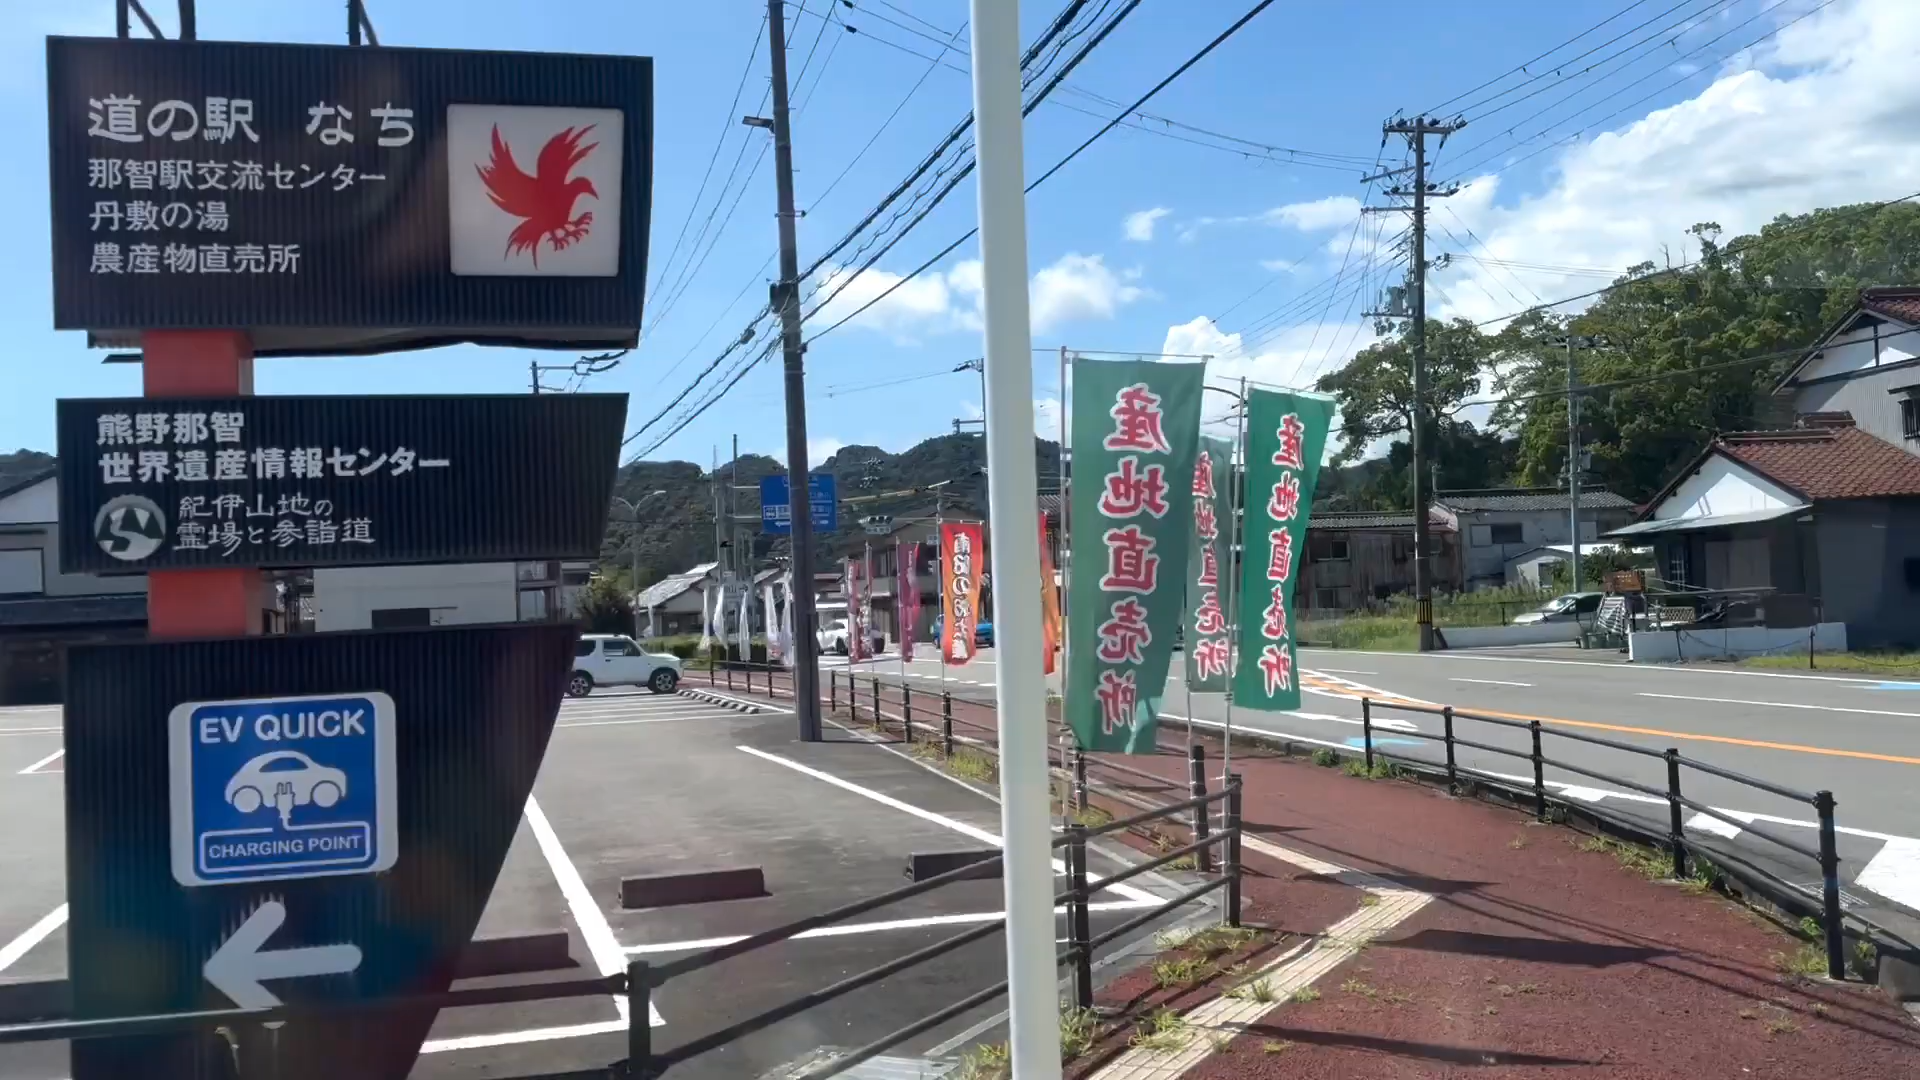 道の駅 なち
那智駅交流センター
丹敷の湯
農産物直売所
熊野那智
世界遺産情報センター
紀伊山地の
霊場と参詣道
EV QUICK
CHARGING POINT
産地直売所
産地直売所
産地直売所